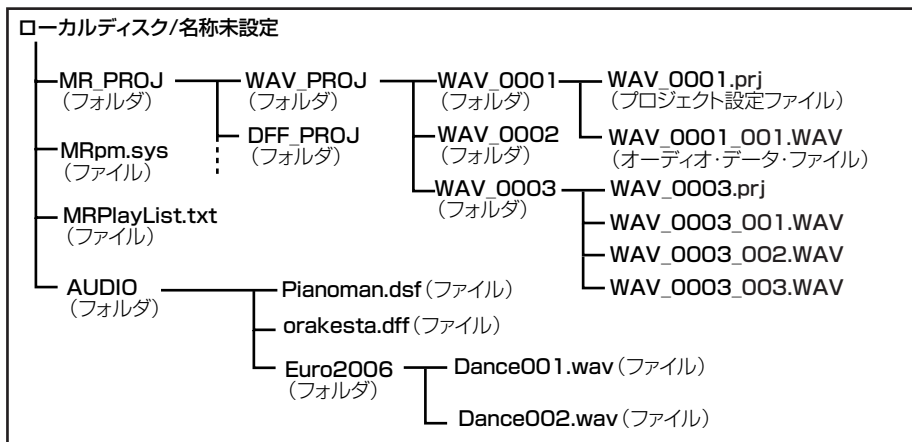 ローカルディスク/名称未設定
MR_PROJ
(フォルダ)
WAV_PROJ
(フォルダ)
WAV_0001
(フォルダ)
WAV_0001.prj
(プロジェクト設定ファイル)
DFF_PROJ
(フォルダ)
WAV_0002
(フォルダ)
WAV_0001_001.WAV
(オーディオ・データ・ファイル)
MRpm.sys
(ファイル)
WAV_0003
(フォルダ)
WAV_0003.prj
MRPlayList.txt
(ファイル)
WAV_0003_001.WAV
WAV_0003_002.WAV
WAV_0003_003.WAV
AUDIO
(フォルダ)
Pianoman.dsf(ファイル)
orakesta.dff(ファイル)
Euro2006
(フォルダ)
Dance001.wav(ファイル)
Dance002.wav(ファイル)